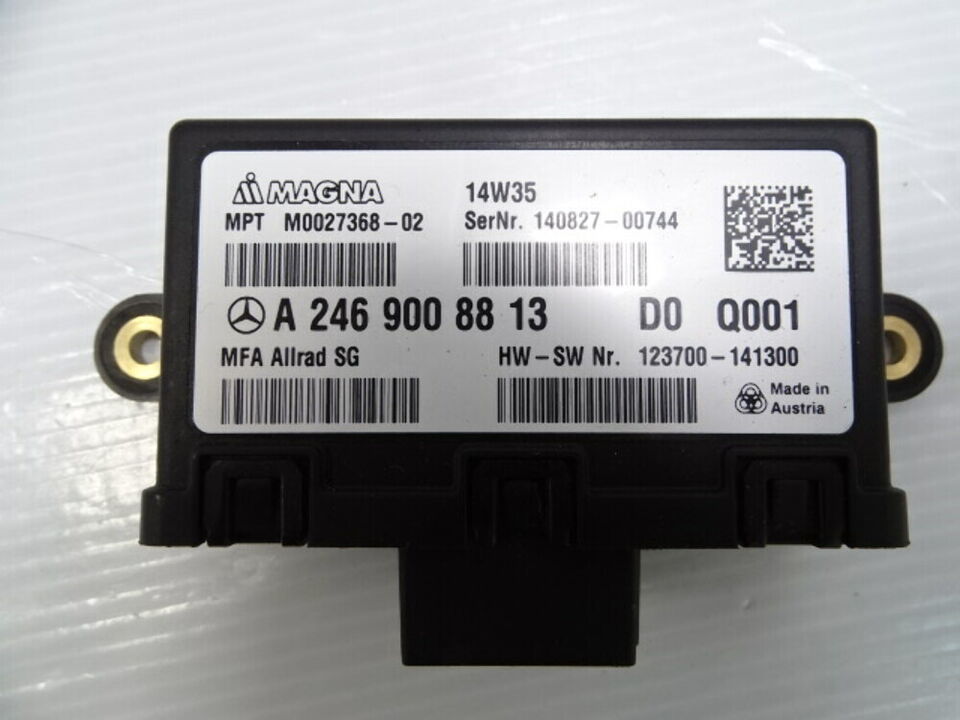 MAGNA 14W35
MPT M0027368-02 SerNr. 140827-00744
A 246 900 88 13 D0 Q001
MFA Allrad SG HW-SW Nr. 123700-141300
Made in
Austria